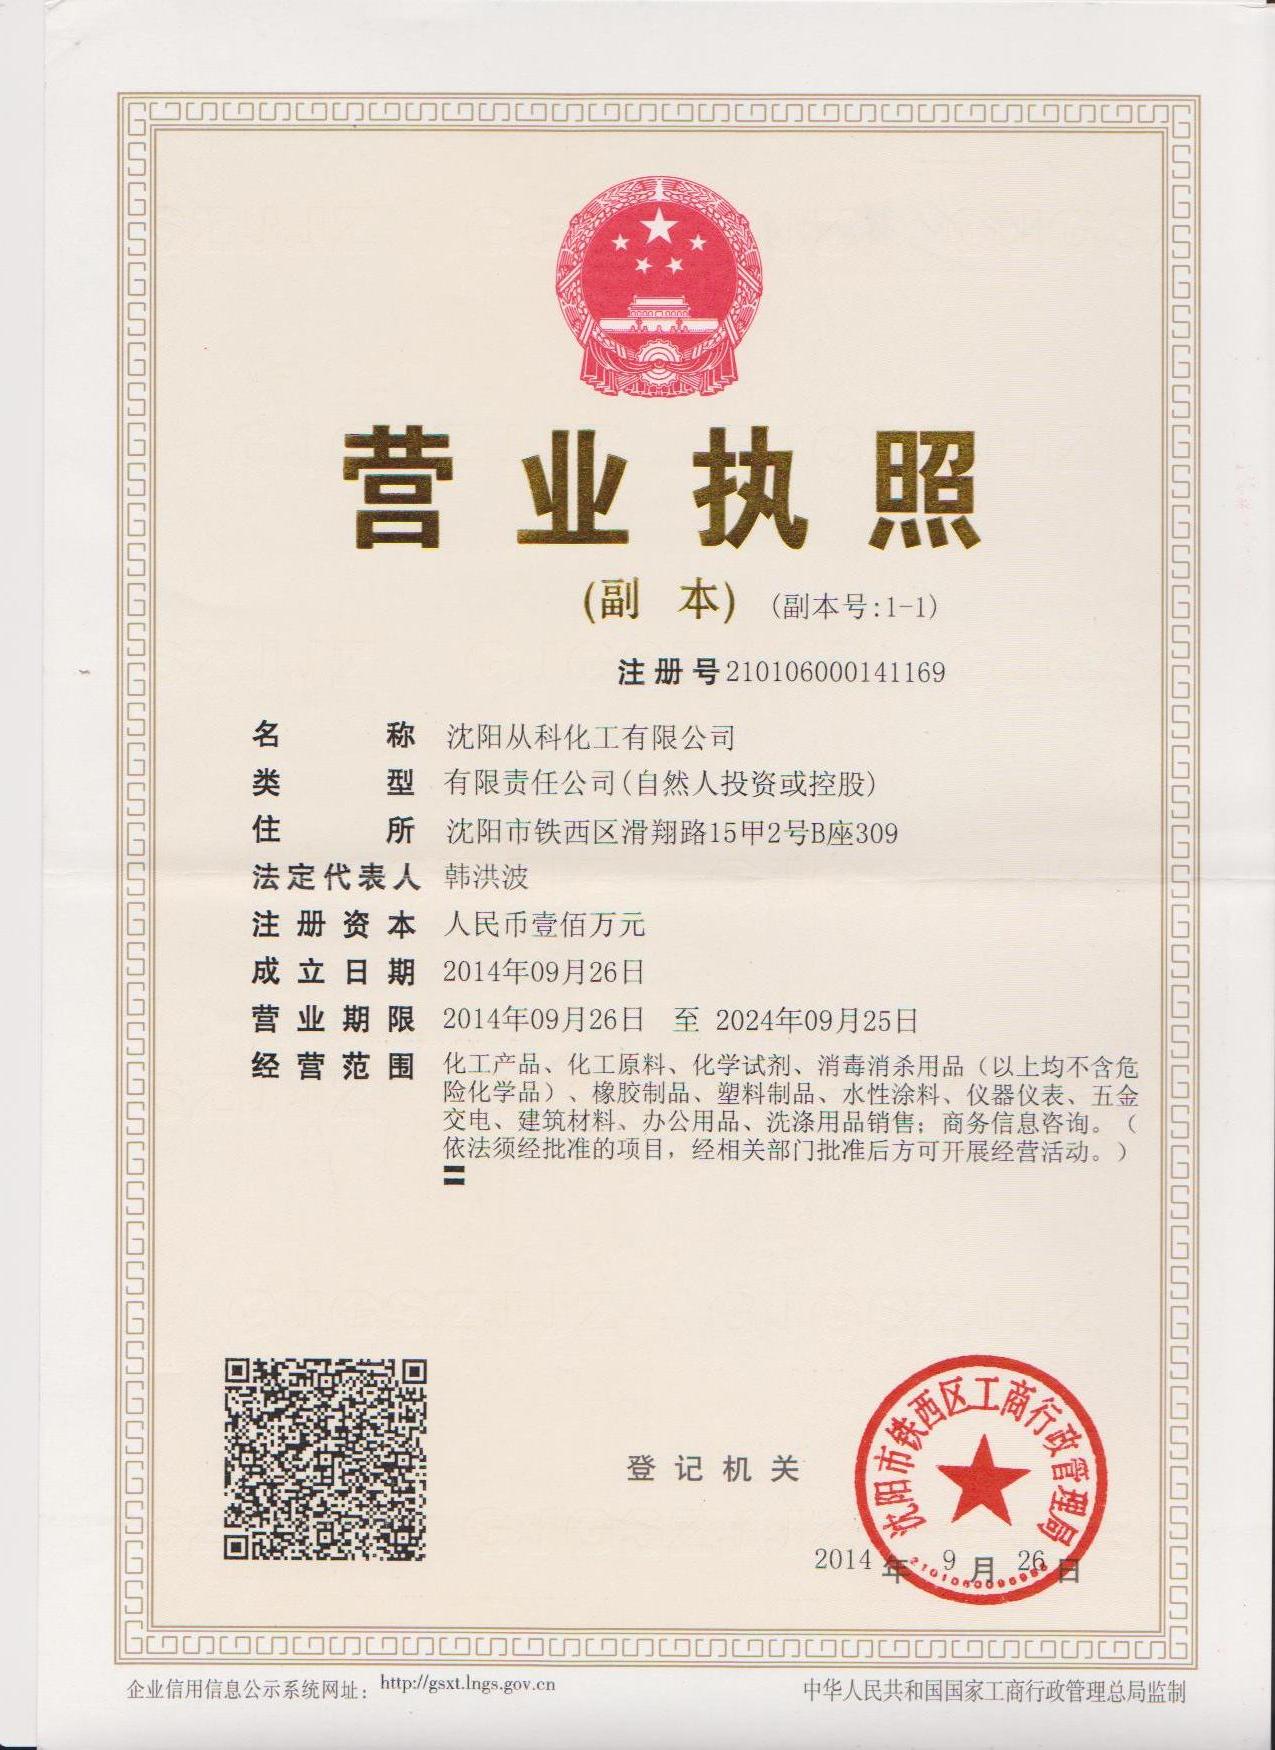 营业执照
(副 本) (副本号:1-1)
注册号210106000141169
名称 沈阳从科化工有限公司
类型 有限责任公司(自然人投资或控股)
住所 沈阳市铁西区滑翔路15甲2号B座309
法定代表人 韩洪波
注册资本 人民币壹佰万元
成立日期 2014年09月26日
营业期限 2014年09月26日 至 2024年09月25日
经营范围 化工产品、化工原料、化学试剂、消毒消杀用品（以上均不含危
险化学品）、橡胶制品、塑料制品、水性涂料、仪器仪表、五金
交电、建筑材料、办公用品、洗涤用品销售；商务信息咨询。（
依法须经批准的项目，经相关部门批准后方可开展经营活动。）
登记机关
沈阳市铁西区工商行政管理局
2014年9月26日
企业信用信息公示系统网址：http://gsxt.lngs.gov.cn
中华人民共和国国家工商行政管理总局监制